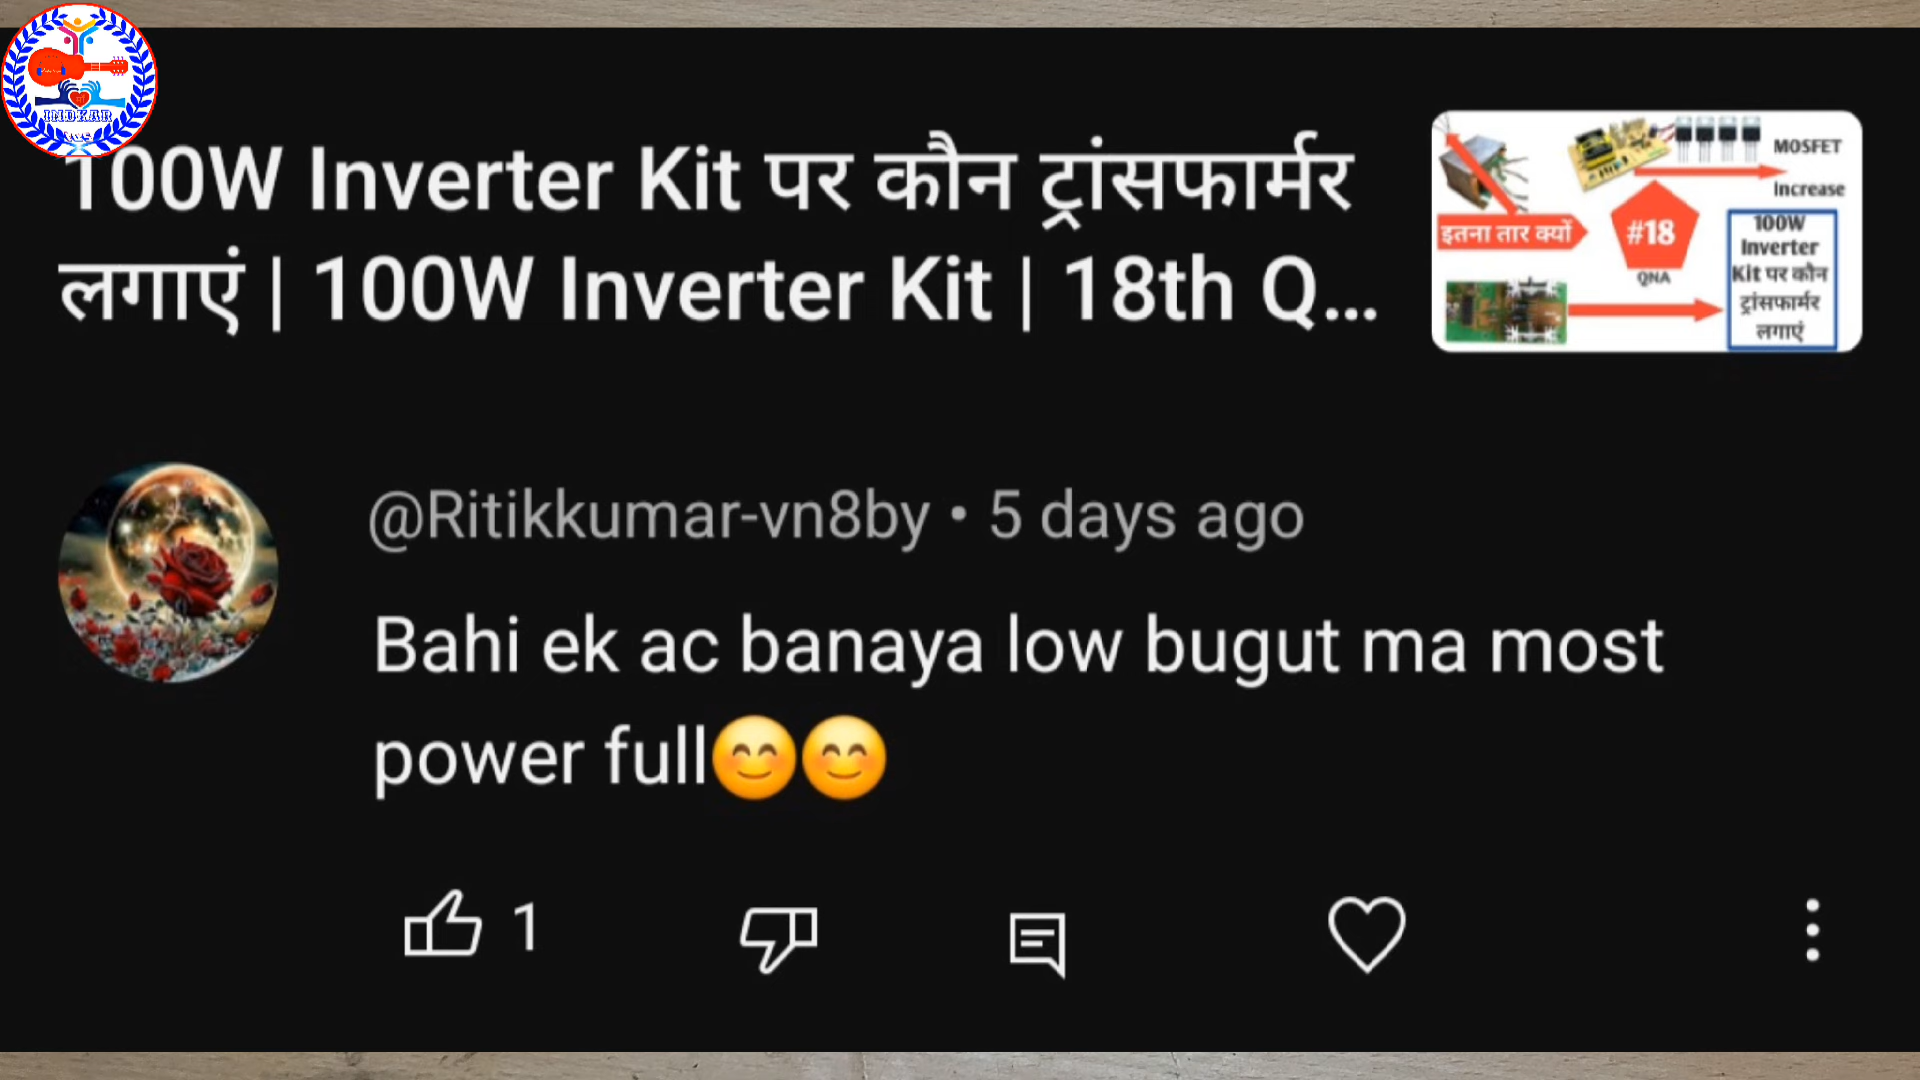 INDKAR
100W Inverter Kit पर कौन ट्रांसफार्मर
लगाएं | 100W Inverter Kit | 18th Q...
MOSFET
Increase
इतना तार क्यों
#18
QNA
100W
Inverter
Kit पर कौन
ट्रांसफार्मर
लगाएं
@Ritikkumar-vn8by • 5 days ago
Bahi ek ac banaya low bugut ma most
power full😊😊
1